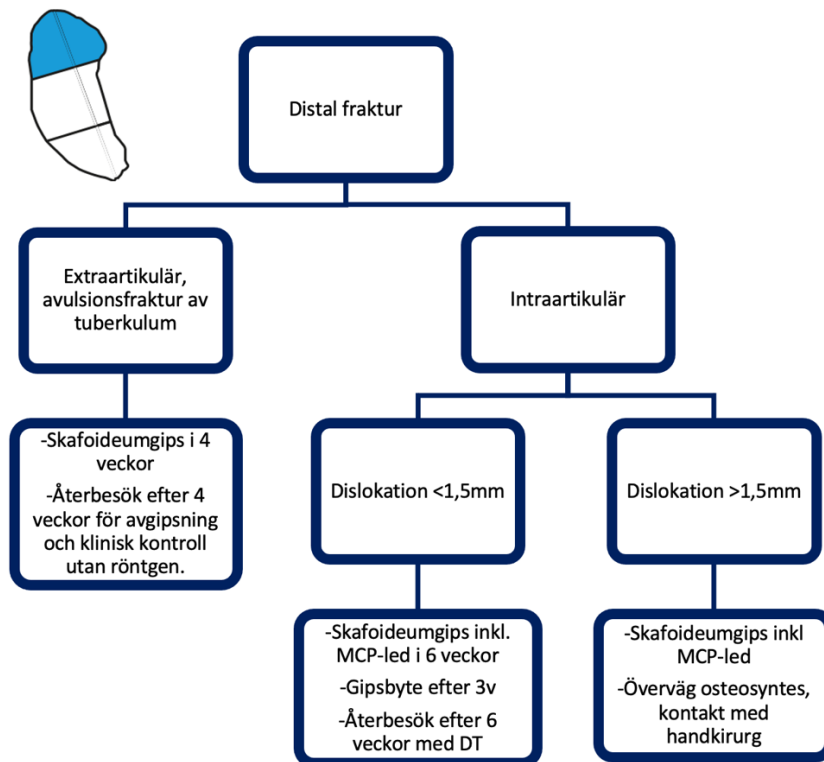 Distal fraktur
Extraartikulär,
avulsionsfraktur av
tuberkulum
Intraartikulär
-Skafoideumgips i 4
veckor
-Återbesök efter 4
veckor för avgipsning
och klinisk kontroll
utan röntgen.
Dislokation <1,5mm
Dislokation >1,5mm
-Skafoideumgips inkl.
MCP-led i 6 veckor
-Gipsbyte efter 3v
-Återbesök efter 6
veckor med DT
-Skafoideumgips inkl
MCP-led
-Överväg osteosyntes,
kontakt med
handkirurg